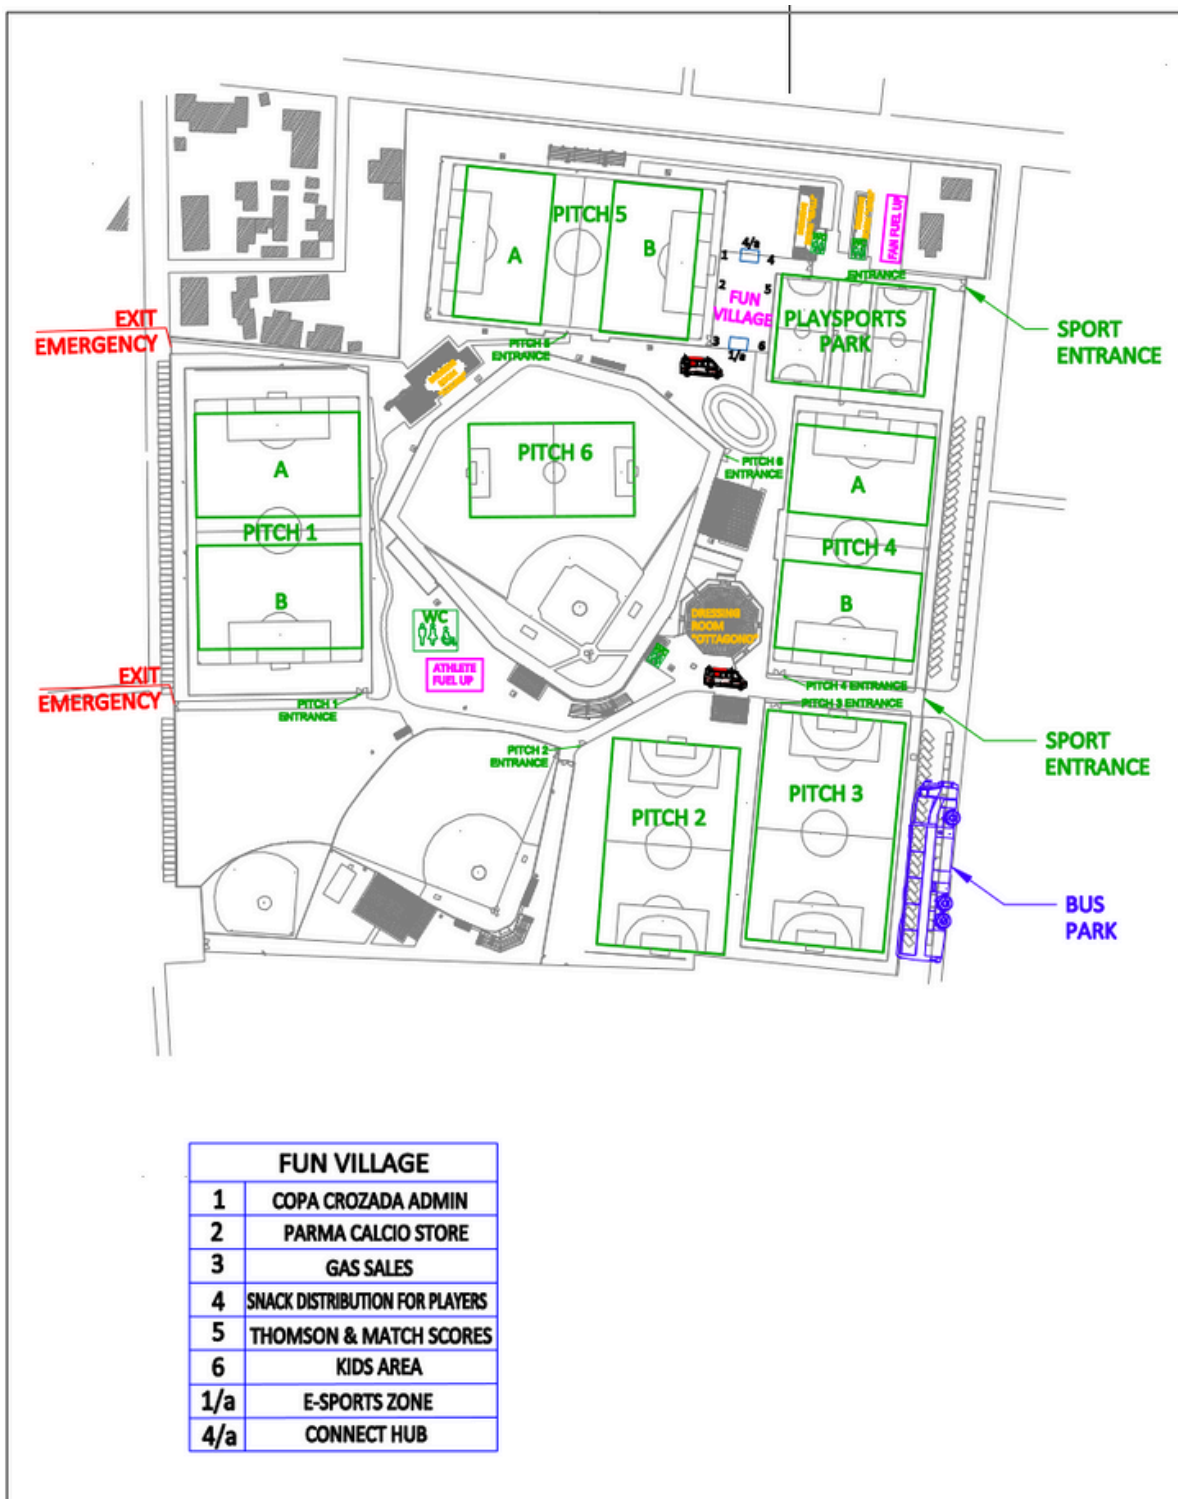 PITCH 5
A
B
4/a
1
4
2
5
FUN
VILLAGE
3
6
1/a
FAN FUEL UP
ENTRANCE
PLAYSPORTS
PARK
SPORT
ENTRANCE
EXIT
EMERGENCY
PITCH 5
ENTRANCE
PITCH 6
PITCH 6
ENTRANCE
A
PITCH 1
B
A
PITCH 4
B
WC
ATHLETE
FUEL UP
DRESSING
ROOM
"OTTAGONO"
EXIT
EMERGENCY
PITCH 1
ENTRANCE
PITCH 4 ENTRANCE
PITCH 3 ENTRANCE
PITCH 2
ENTRANCE
SPORT
ENTRANCE
PITCH 2
PITCH 3
BUS
PARK
FUN VILLAGE
1 COPA CROZADA ADMIN
2 PARMA CALCIO STORE
3 GAS SALES
4 SNACK DISTRIBUTION FOR PLAYERS
5 THOMSON & MATCH SCORES
6 KIDS AREA
1/a E-SPORTS ZONE
4/a CONNECT HUB